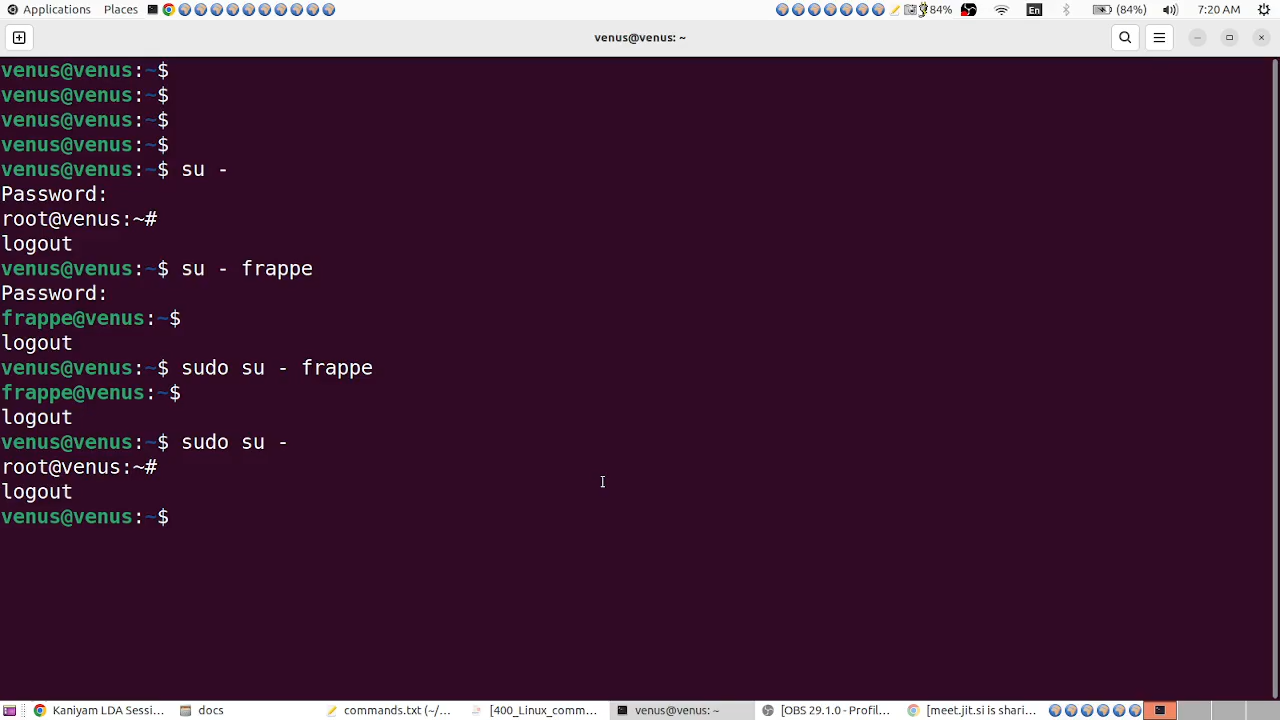 Applications Places 84% En (84%) 7:20 AM
venus@venus: ~
venus@venus:~$
venus@venus:~$
venus@venus:~$
venus@venus:~$
venus@venus:~$ su -
Password:
root@venus:~#
logout
venus@venus:~$ su - frappe
Password:
frappe@venus:~$
logout
venus@venus:~$ sudo su - frappe
frappe@venus:~$
logout
venus@venus:~$ sudo su -
root@venus:~#
logout
venus@venus:~$
Kaniyam LDA Sessi... docs commands.txt (~/... [400_Linux_comm... venus@venus: ~ [OBS 29.1.0 - Profil... [meet.jit.si is shari...